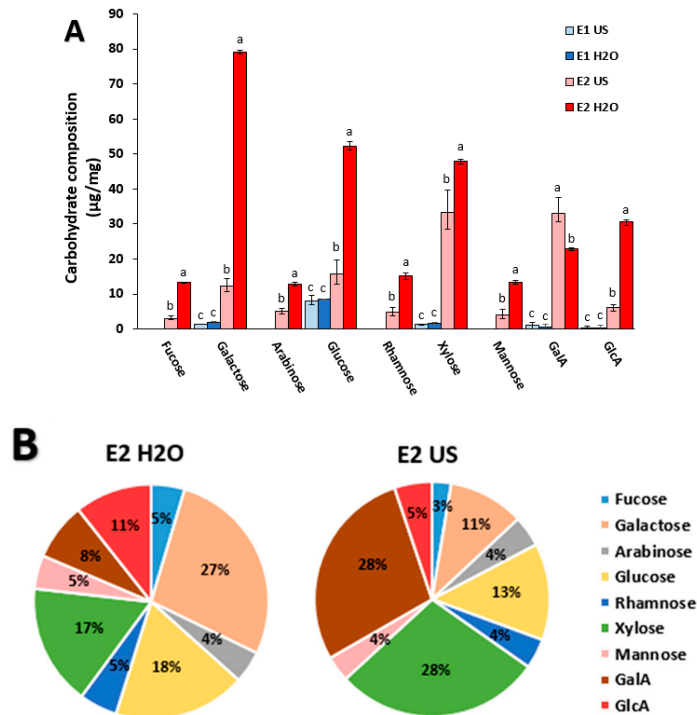 A
Carbohydrate composition
(µg/mg)
90
80
70
60
50
40
30
20
10
0
E1 US
E1 H2O
E2 US
E2 H2O
b a
c c b a
b a
c c b a
b a
c c b a
b a
c c a b
c c b a
Fucose
Galactose
Arabinose
Glucose
Rhamnose
Xylose
Mannose
GalA
GlcA
B
E2 H2O
5%
27%
4%
18%
5%
17%
5%
8%
11%
E2 US
3%
11%
4%
13%
4%
28%
4%
28%
5%
Fucose
Galactose
Arabinose
Glucose
Rhamnose
Xylose
Mannose
GalA
GlcA